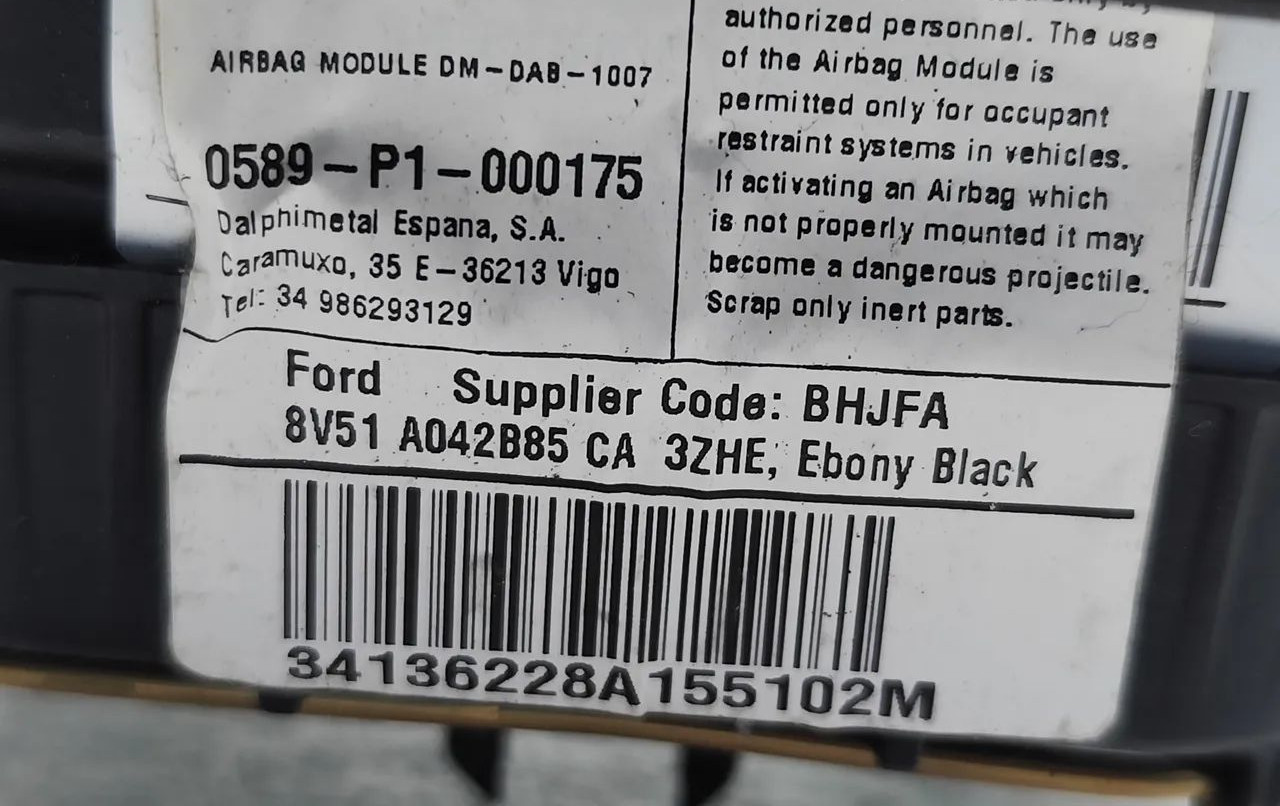 AIRBAG MODULE DM-DAB-1007
0589-P1-000175
Dalphimetal Espana, S.A.
Caramuxo, 35 E-36213 Vigo
Tel: 34 986293129
authorized personnel. The use
of the Airbag Module is
permitted only for occupant
restraint systems in vehicles.
If activating an Airbag which
is not properly mounted it may
become a dangerous projectile.
Scrap only inert parts.
Ford Supplier Code: BHJFA
8V51 A042B85 CA 3ZHE, Ebony Black
34136228A155102M